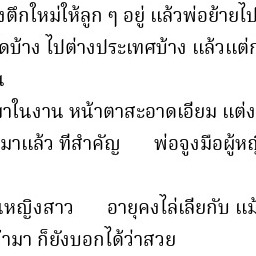 งตึกใหม่ให้ลูก ๆ อยู่ แล้วพ่อย้ายไป
ดบ้าง ไปต่างประเทศบ้าง แล้วแต่
น
มาในงาน หน้าตาสะอาดเอียม แต่ง
มาแล้ว ทีสำคัญ พ่อจูงมือผู้หญิ
นหญิงสาว อายุคงไล่เลียกับ แม้
ามา ก็ยังบอกได้ว่าสวย